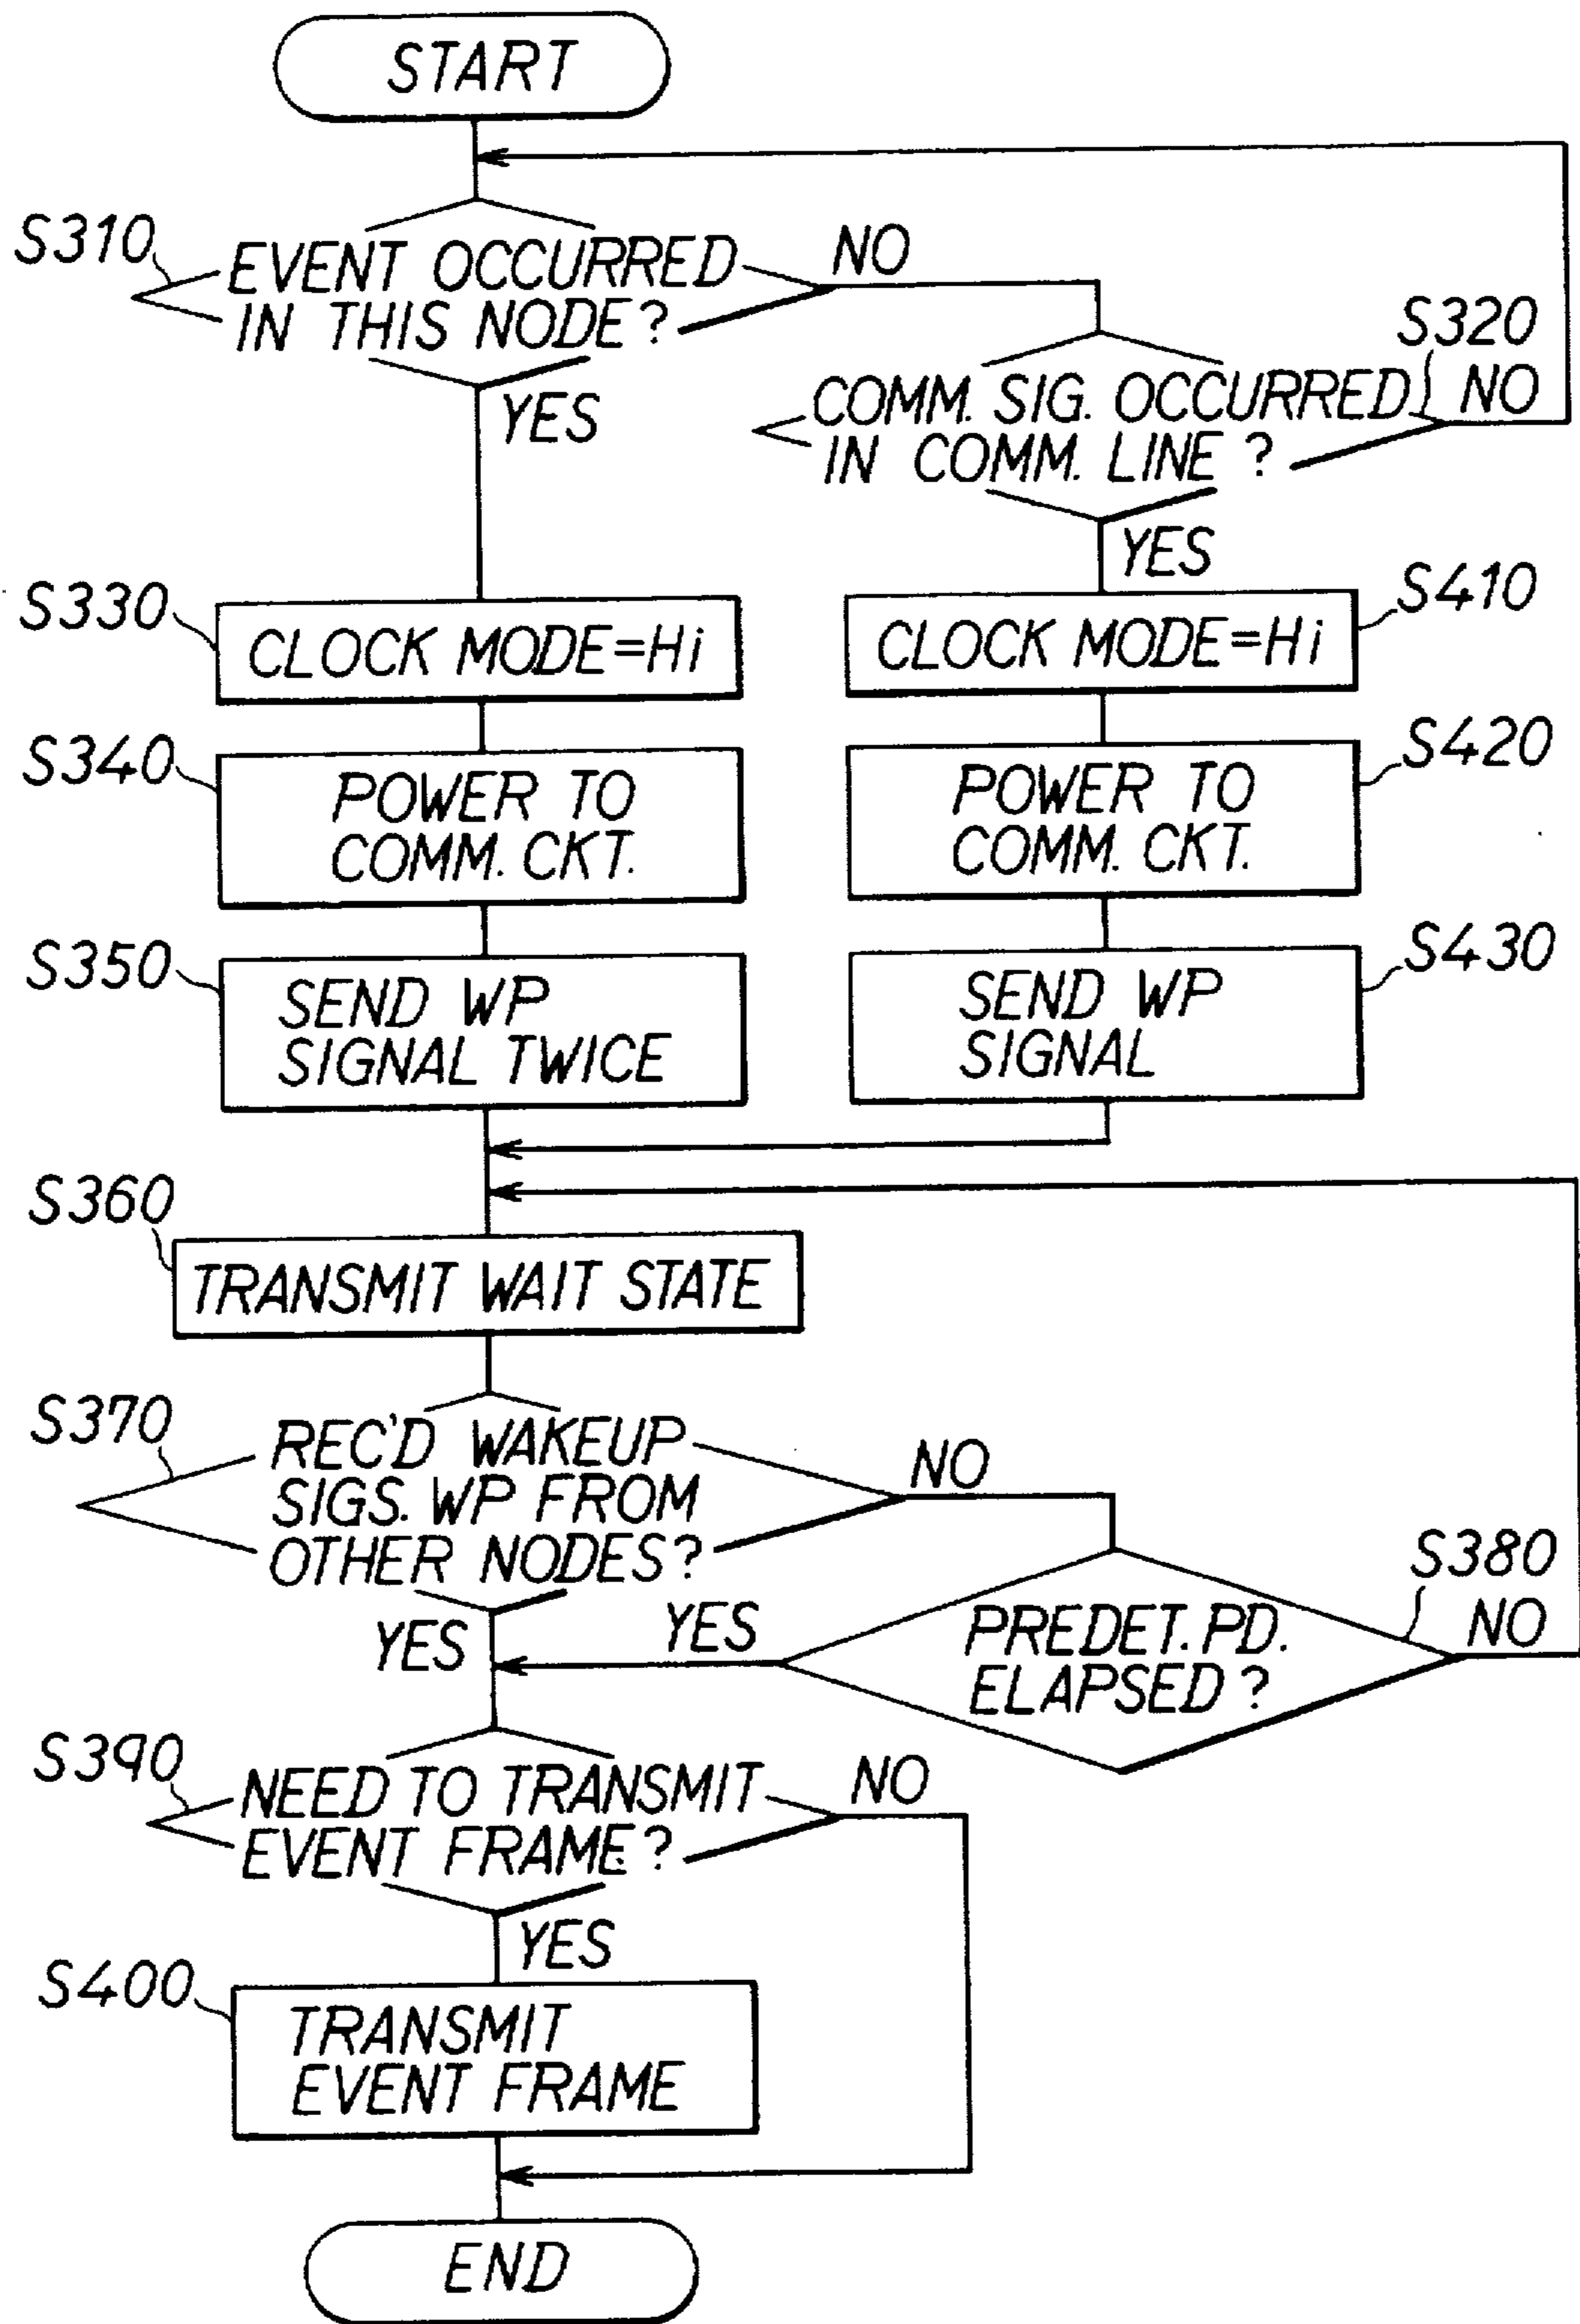 START
S310
EVENT OCCURRED
IN THIS NODE?
NO
YES
S320
COMM. SIG. OCCURRED
IN COMM. LINE ?
NO
YES
S330
CLOCK MODE=Hi
S410
CLOCK MODE=Hi
S340
POWER TO
COMM. CKT.
S420
POWER TO
COMM. CKT.
S350
SEND WP
SIGNAL TWICE
S430
SEND WP
SIGNAL
S360
TRANSMIT WAIT STATE
S370
REC'D WAKEUP
SIGS. WP FROM
OTHER NODES?
NO
YES
S380
PREDET. PD.
ELAPSED ?
YES
NO
S390
NEED TO TRANSMIT
EVENT FRAME?
NO
YES
S400
TRANSMIT
EVENT FRAME
END